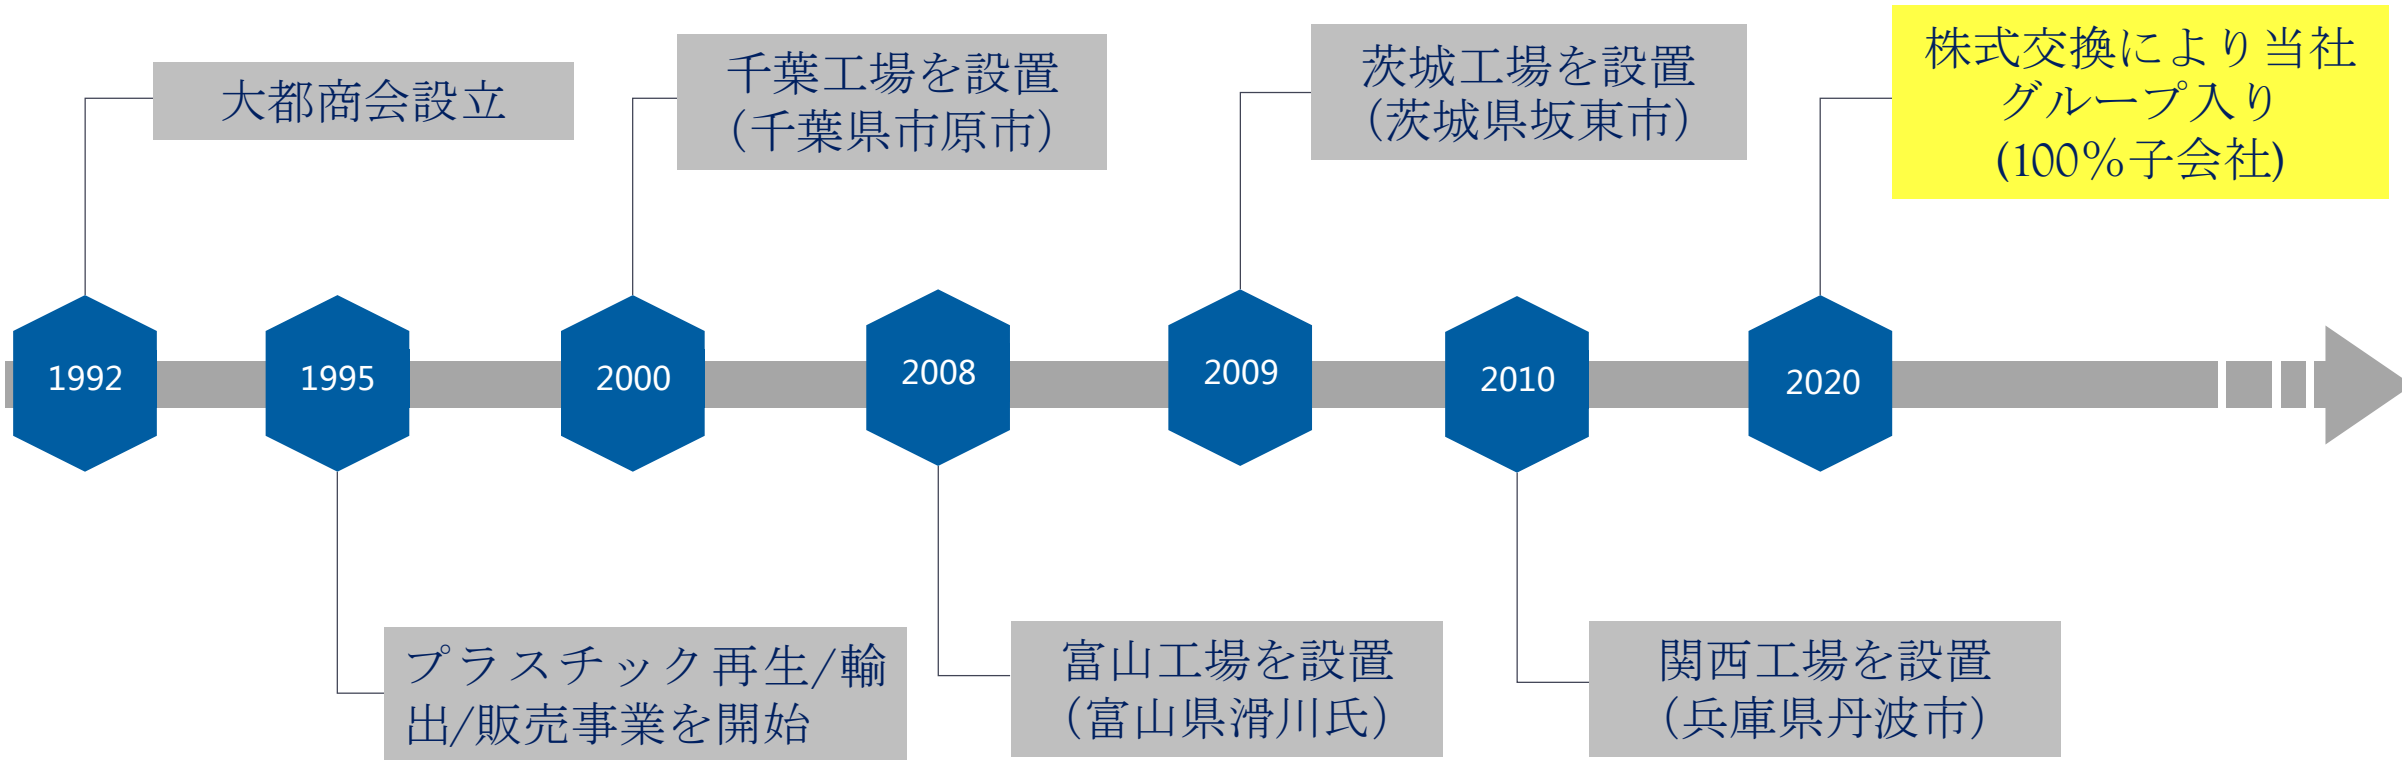 大都商会設立
千葉工場を設置
(千葉県市原市)
茨城工場を設置
(茨城県坂東市)
株式交換により当社
グループ入り
(100%子会社)
1992
1995
2000
2008
2009
2010
2020
プラスチック再生/輸
出/販売事業を開始
富山工場を設置
(富山県滑川氏)
関西工場を設置
(兵庫県丹波市)